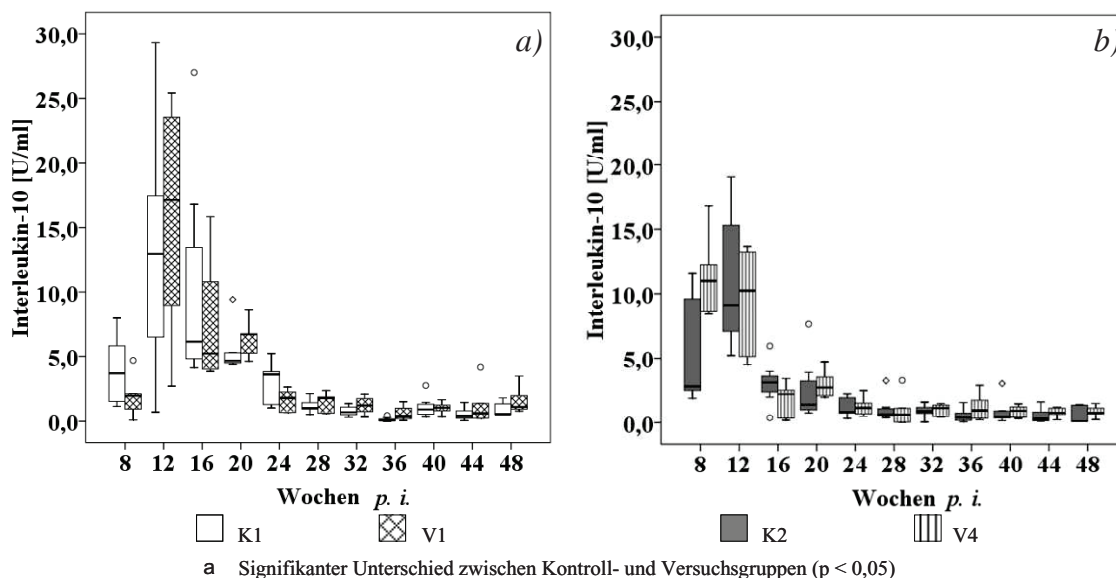 a)
Interleukin-10 [U/ml]
30,0
25,0
20,0
15,0
10,0
5,0
0,0
8 12 16 20 24 28 32 36 40 44 48
Wochen p. i.
K1 V1
b)
Interleukin-10 [U/ml]
30,0
25,0
20,0
15,0
10,0
5,0
0,0
8 12 16 20 24 28 32 36 40 44 48
Wochen p. i.
K2 V4
a Signifikanter Unterschied zwischen Kontroll- und Versuchsgruppen (p < 0,05)